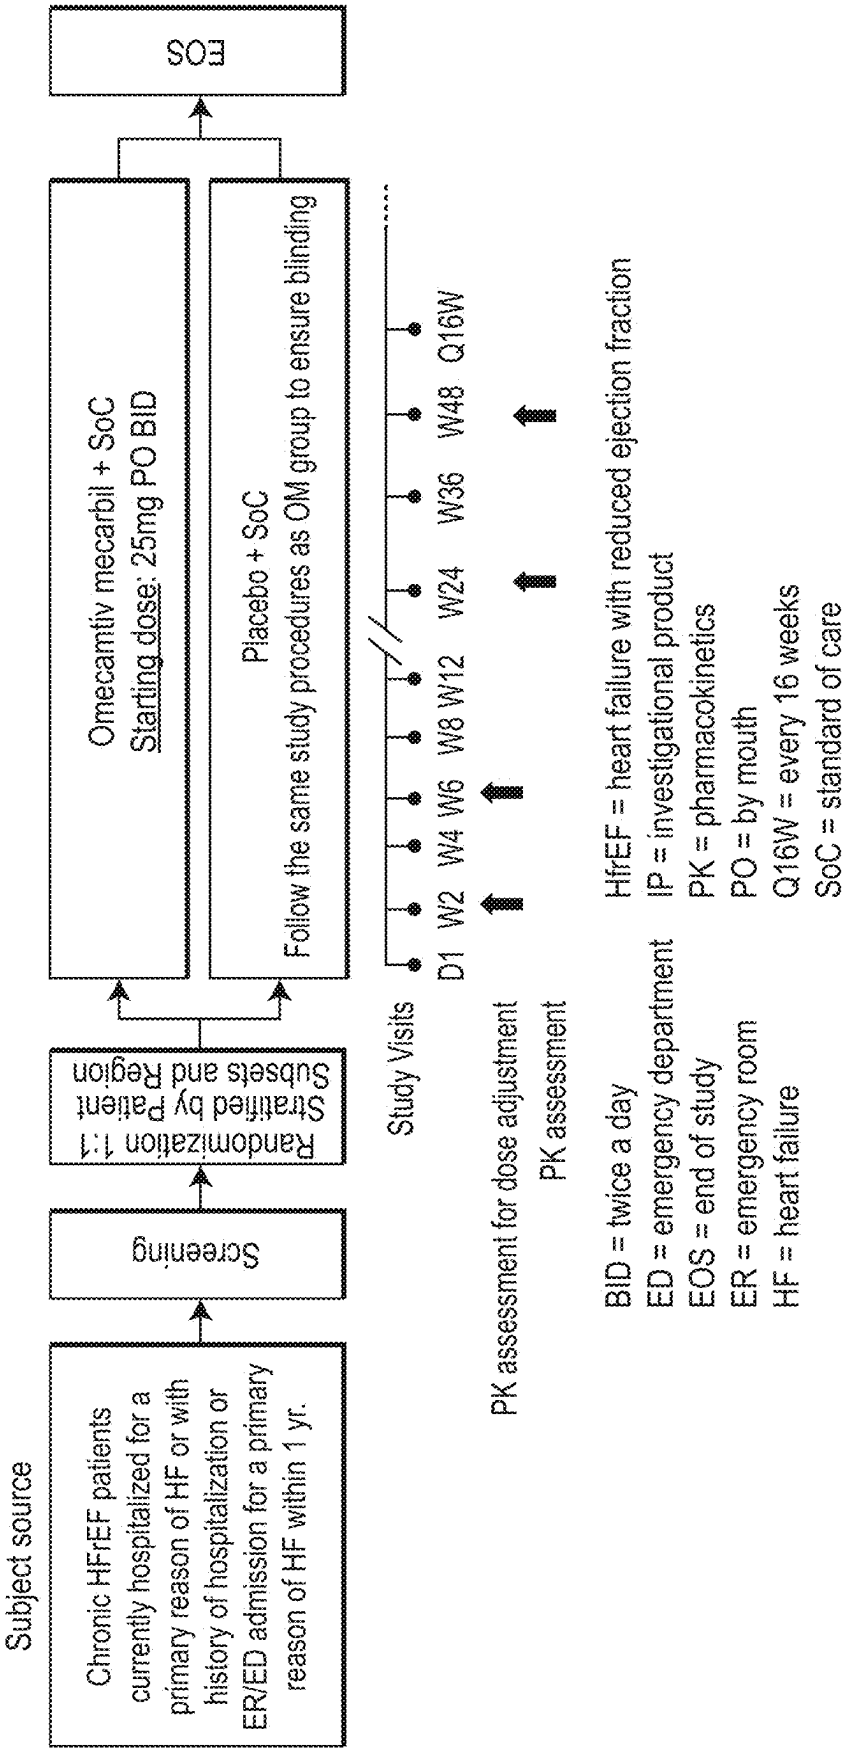 Subject source
Chronic HFrEF patients
currently hospitalized for a
primary reason of HF or with
history of hospitalization or
ER/ED admission for a primary
reason of HF within 1 yr.
Screening
Randomization 1:1
Stratified by Patient
Subsets and Region
Omecamtiv mecarbil + SoC
Starting dose: 25mg PO BID
Placebo + SoC
Follow the same study procedures as OM group to ensure blinding
EOS
Study Visits
D1 W2 W4 W6 W8 W12 W24 W36 W48 Q16W
PK assessment for dose adjustment
PK assessment
BID = twice a day
ED = emergency department
EOS = end of study
ER = emergency room
HF = heart failure
HfrEF = heart failure with reduced ejection fraction
IP = investigational product
PK = pharmacokinetics
PO = by mouth
Q16W = every 16 weeks
SoC = standard of care